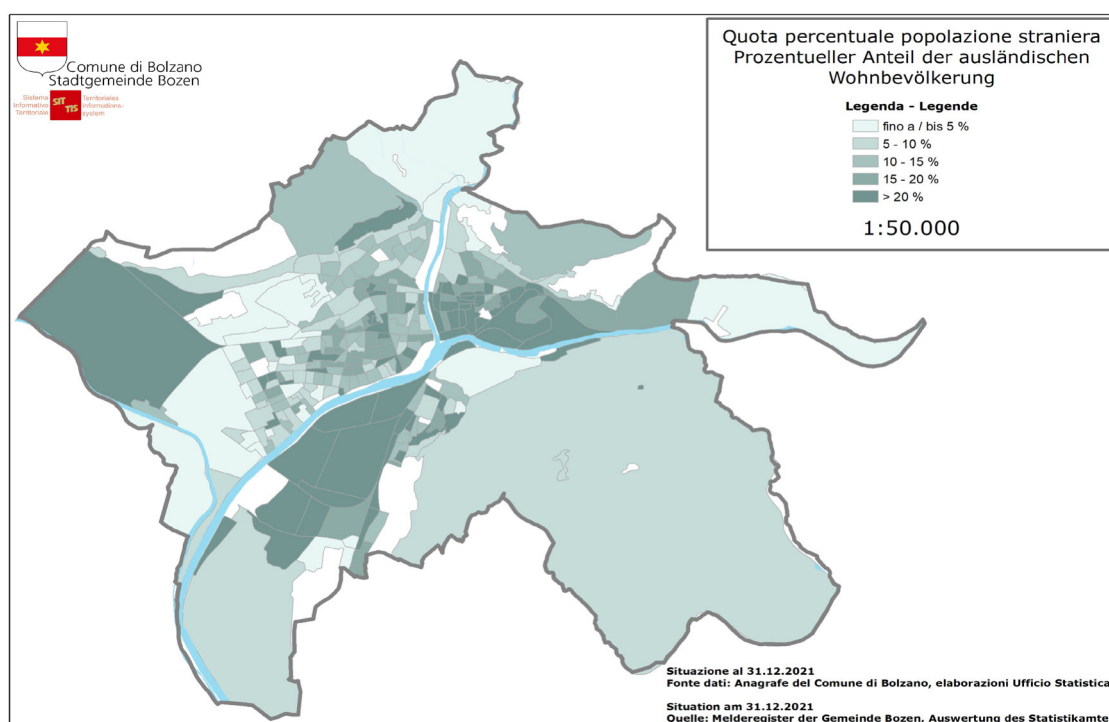 Comune di Bolzano
Stadtgemeinde Bozen
Sistema
Informativo
Territoriale
SIT
TIS
Territoriales
Informations-
system
Quota percentuale popolazione straniera
Prozentueller Anteil der ausländischen
Wohnbevölkerung
Legenda - Legende
fino a / bis 5 %
5 - 10 %
10 - 15 %
15 - 20 %
> 20 %
1:50.000
Situazione al 31.12.2021
Fonte dati: Anagrafe del Comune di Bolzano, elaborazioni Ufficio Statistica
Situation am 31.12.2021
Quelle: Melderegister der Gemeinde Bozen, Auswertung des Statistikamte